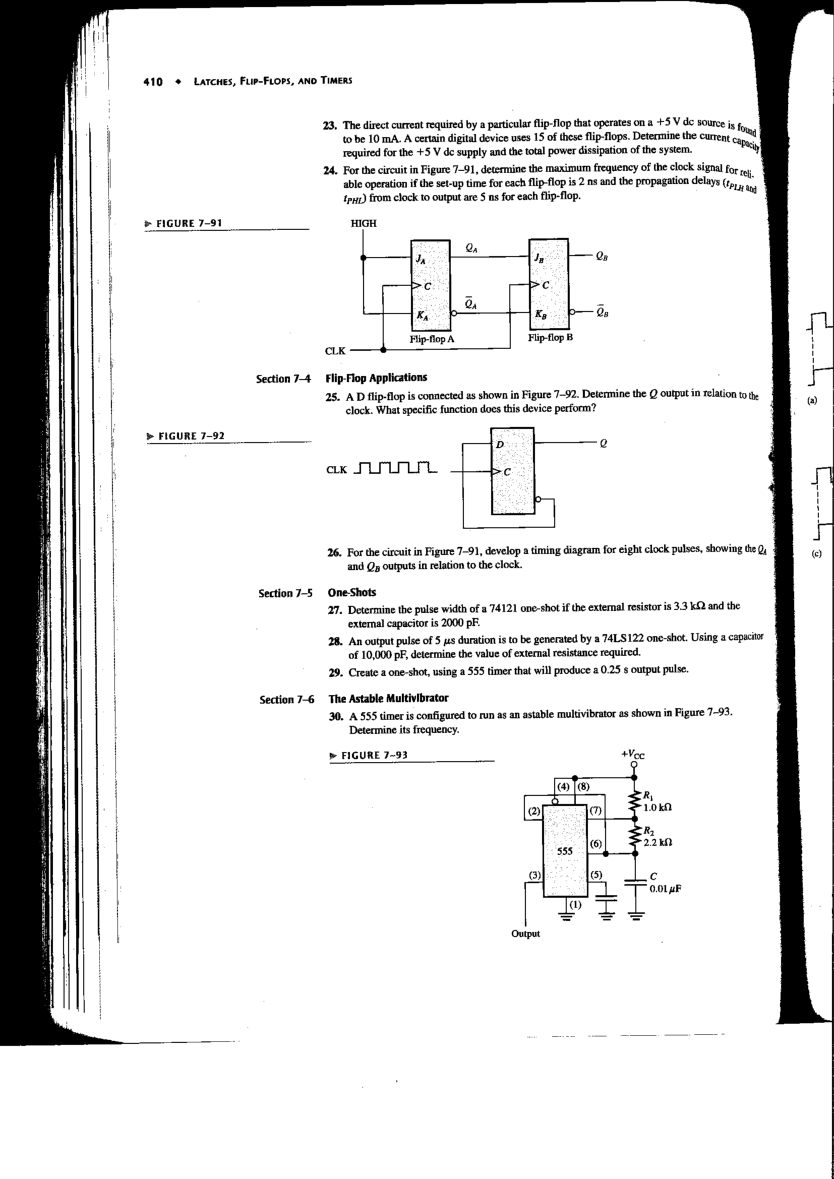 410 • LATCHES, FLIP-FLOPS, AND TIMERS
23. The direct current required by a particular flip-flop that operates on a +5 V dc source is found
to be 10 mA. A certain digital device uses 15 of these flip-flops. Determine the current capacity
required for the +5 V dc supply and the total power dissipation of the system.
24. For the circuit in Figure 7–91, determine the maximum frequency of the clock signal for reli-
able operation if the set-up time for each flip-flop is 2 ns and the propagation delays (tPLH and
tPHL) from clock to output are 5 ns for each flip-flop.
▶ FIGURE 7–91
HIGH
JA
QA
JB
QB
C
C
KA
Q̅A
KB
Q̅B
Flip-flop A
Flip-flop B
CLK
Section 7–4 Flip-Flop Applications
25. A D flip-flop is connected as shown in Figure 7–92. Determine the Q output in relation to the
clock. What specific function does this device perform?
(a)
▶ FIGURE 7–92
D
Q
CLK
C
26. For the circuit in Figure 7–91, develop a timing diagram for eight clock pulses, showing the QA
and QB outputs in relation to the clock.
(c)
Section 7–5 One-Shots
27. Determine the pulse width of a 74121 one-shot if the external resistor is 3.3 kΩ and the
external capacitor is 2000 pF.
28. An output pulse of 5 μs duration is to be generated by a 74LS122 one-shot. Using a capacitor
of 10,000 pF, determine the value of external resistance required.
29. Create a one-shot, using a 555 timer that will produce a 0.25 s output pulse.
Section 7–6 The Astable Multivibrator
30. A 555 timer is configured to run as an astable multivibrator as shown in Figure 7–93.
Determine its frequency.
▶ FIGURE 7–93
+VCC
(4) (8)
R1
1.0 kΩ
(2)
(7)
R2
2.2 kΩ
555
(6)
(3)
(5)
C
0.01 μF
(1)
Output